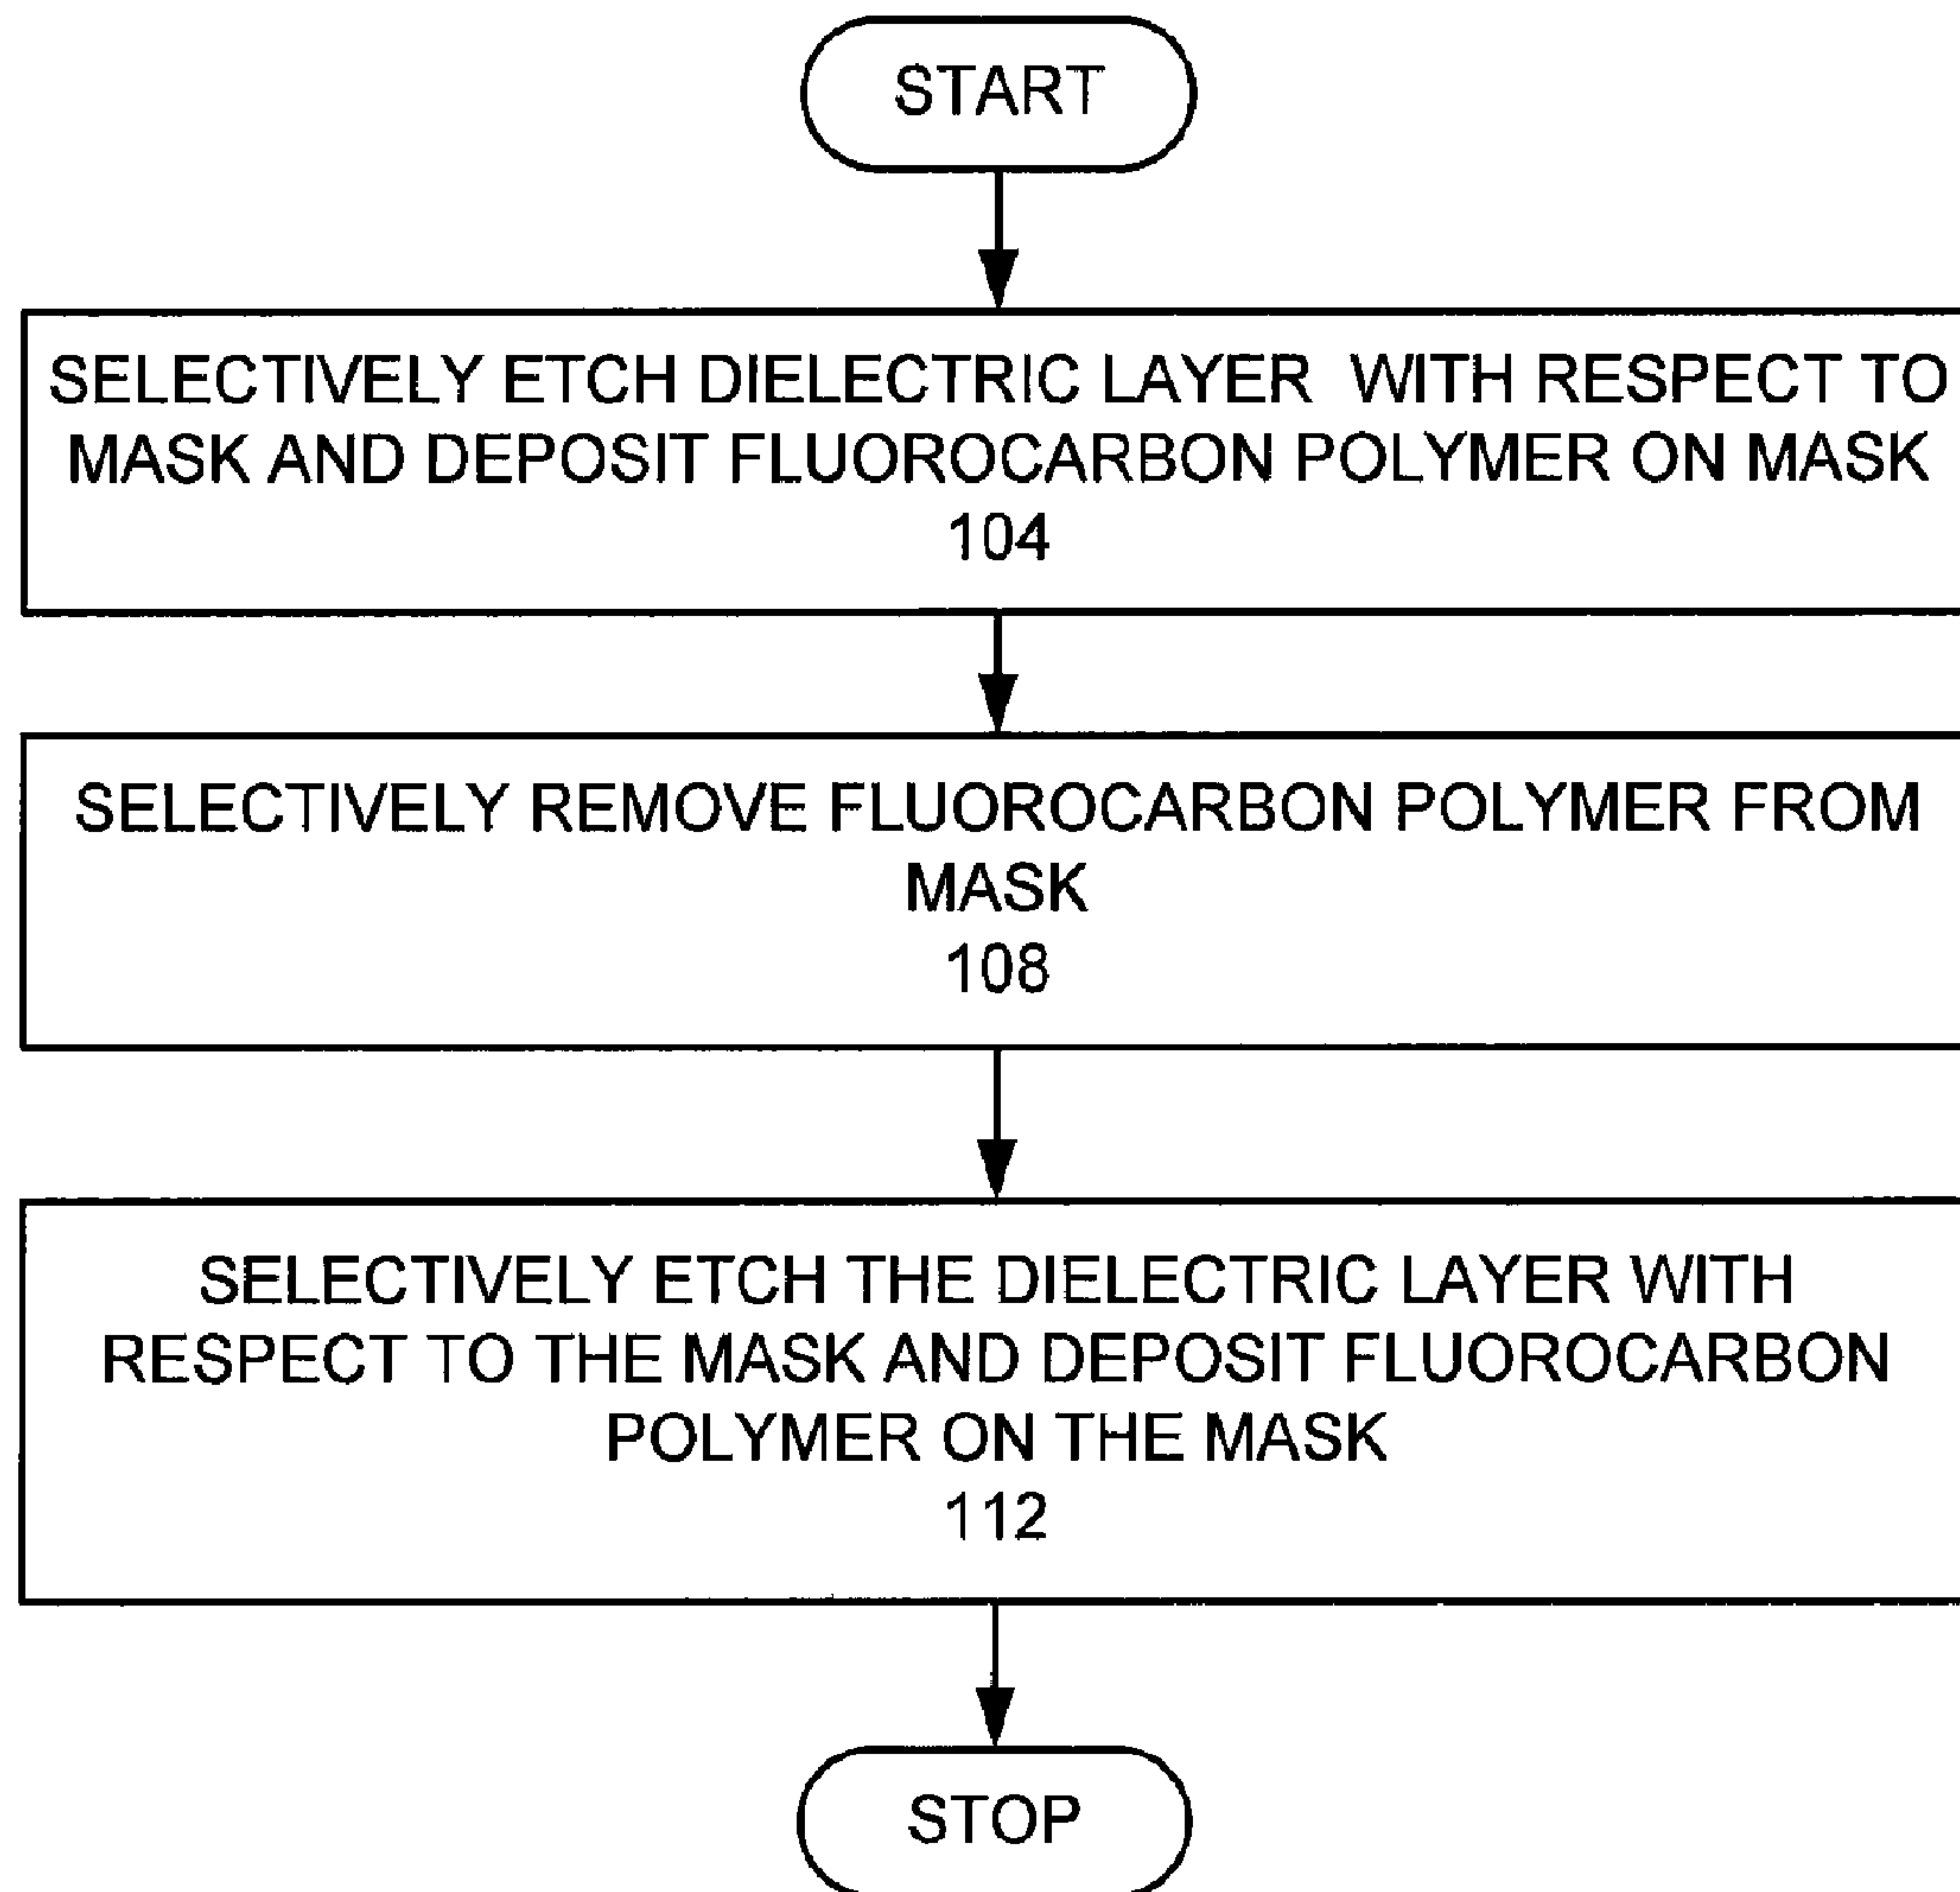 START
SELECTIVELY ETCH DIELECTRIC LAYER WITH RESPECT TO
MASK AND DEPOSIT FLUOROCARBON POLYMER ON MASK
104
SELECTIVELY REMOVE FLUOROCARBON POLYMER FROM
MASK
108
SELECTIVELY ETCH THE DIELECTRIC LAYER WITH
RESPECT TO THE MASK AND DEPOSIT FLUOROCARBON
POLYMER ON THE MASK
112
STOP